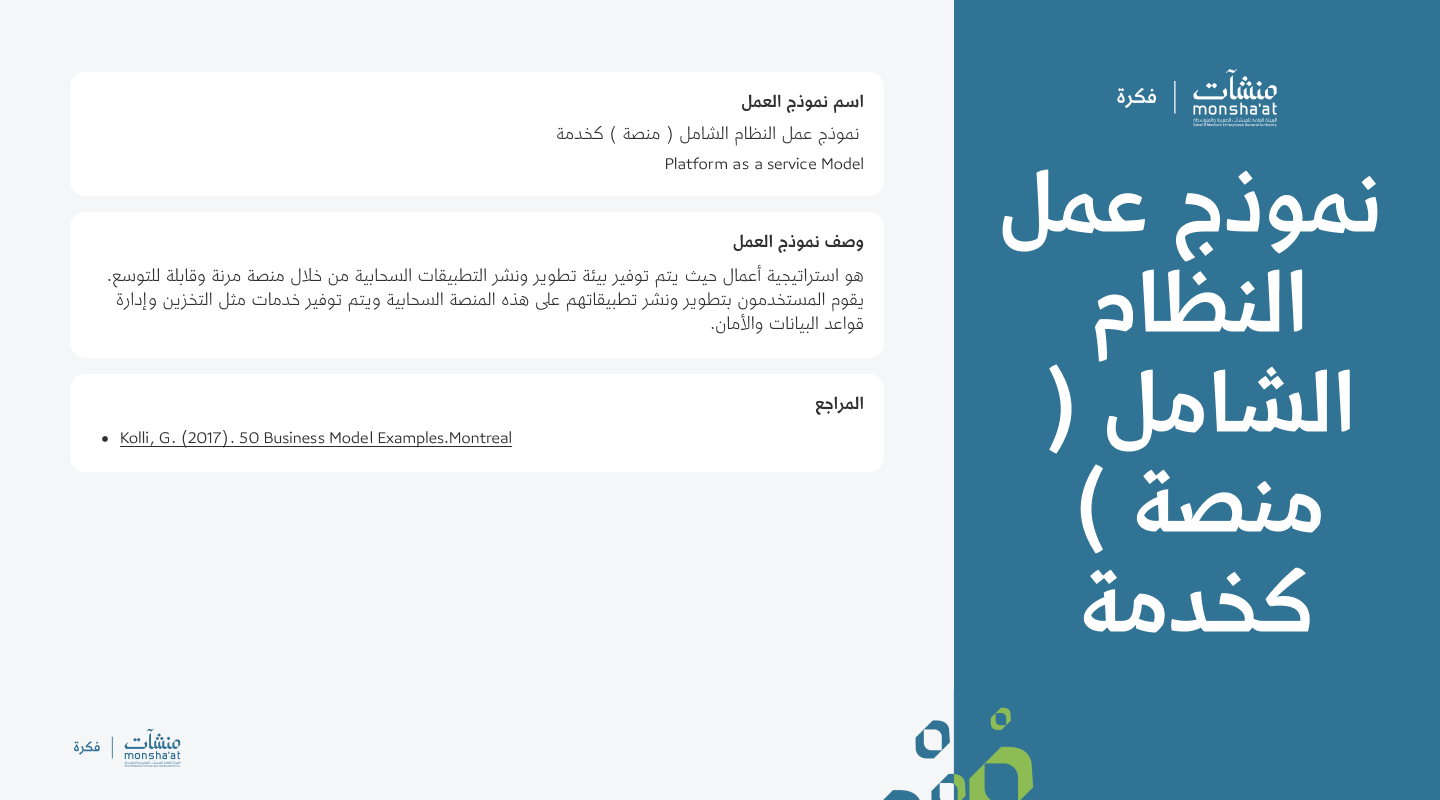 منشآت
monsha'at
الهيئة العامة للمنشآت الصغيرة والمتوسطة
Small & Medium Enterprises General Authority
فكرة
نموذج عمل
النظام
الشامل (
منصة )
كخدمة
اسم نموذج العمل
نموذج عمل النظام الشامل ( منصة ) كخدمة
Platform as a service Model
وصف نموذج العمل
هو استراتيجية أعمال حيث يتم توفير بيئة تطوير ونشر التطبيقات السحابية من خلال منصة مرنة وقابلة للتوسع.
يقوم المستخدمون بتطوير ونشر تطبيقاتهم على هذه المنصة السحابية ويتم توفير خدمات مثل التخزين وإدارة
قواعد البيانات والأمان.
المراجع
Kolli, G. (2017). 50 Business Model Examples.Montreal
منشآت
monsha'at
فكرة